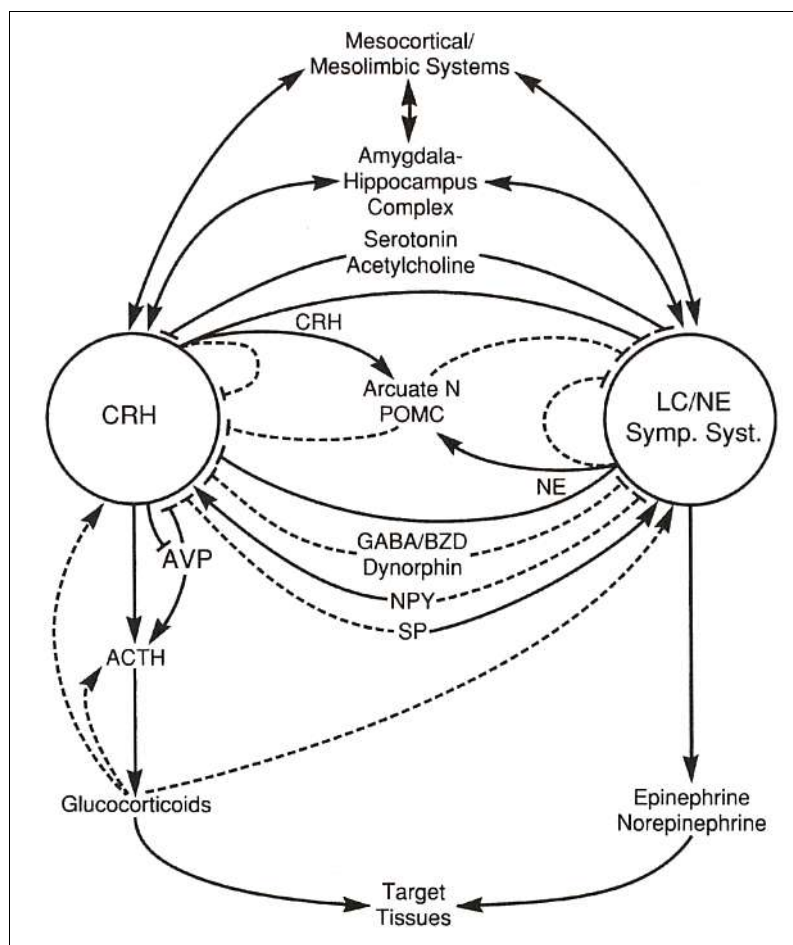 Mesocortical/
Mesolimbic Systems
Amygdala-
Hippocampus
Complex
Serotonin
Acetylcholine
CRH
CRH
Arcuate N
POMC
LC/NE
Symp. Syst.
NE
AVP
GABA/BZD
Dynorphin
NPY
SP
ACTH
Glucocorticoids
Epinephrine
Norepinephrine
Target
Tissues